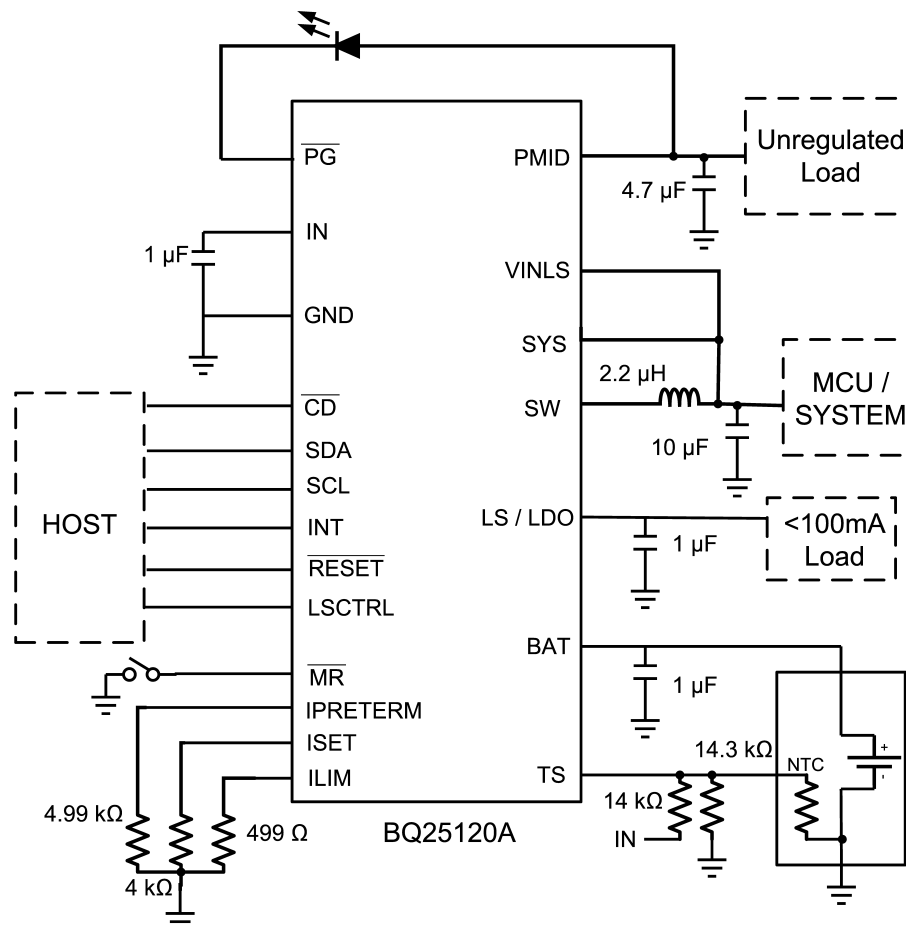 PG
PMID
Unregulated
Load
4.7 µF
IN
1 µF
VINLS
GND
SYS
2.2 µH
MCU /
SYSTEM
CD
SW
10 µF
SDA
SCL
HOST
INT
LS / LDO
<100mA
Load
1 µF
RESET
LSCTRL
BAT
MR
1 µF
IPRETERM
ISET
14.3 kΩ
NTC
+
-
ILIM
TS
14 kΩ
4.99 kΩ
499 Ω
BQ25120A
IN
4 kΩ